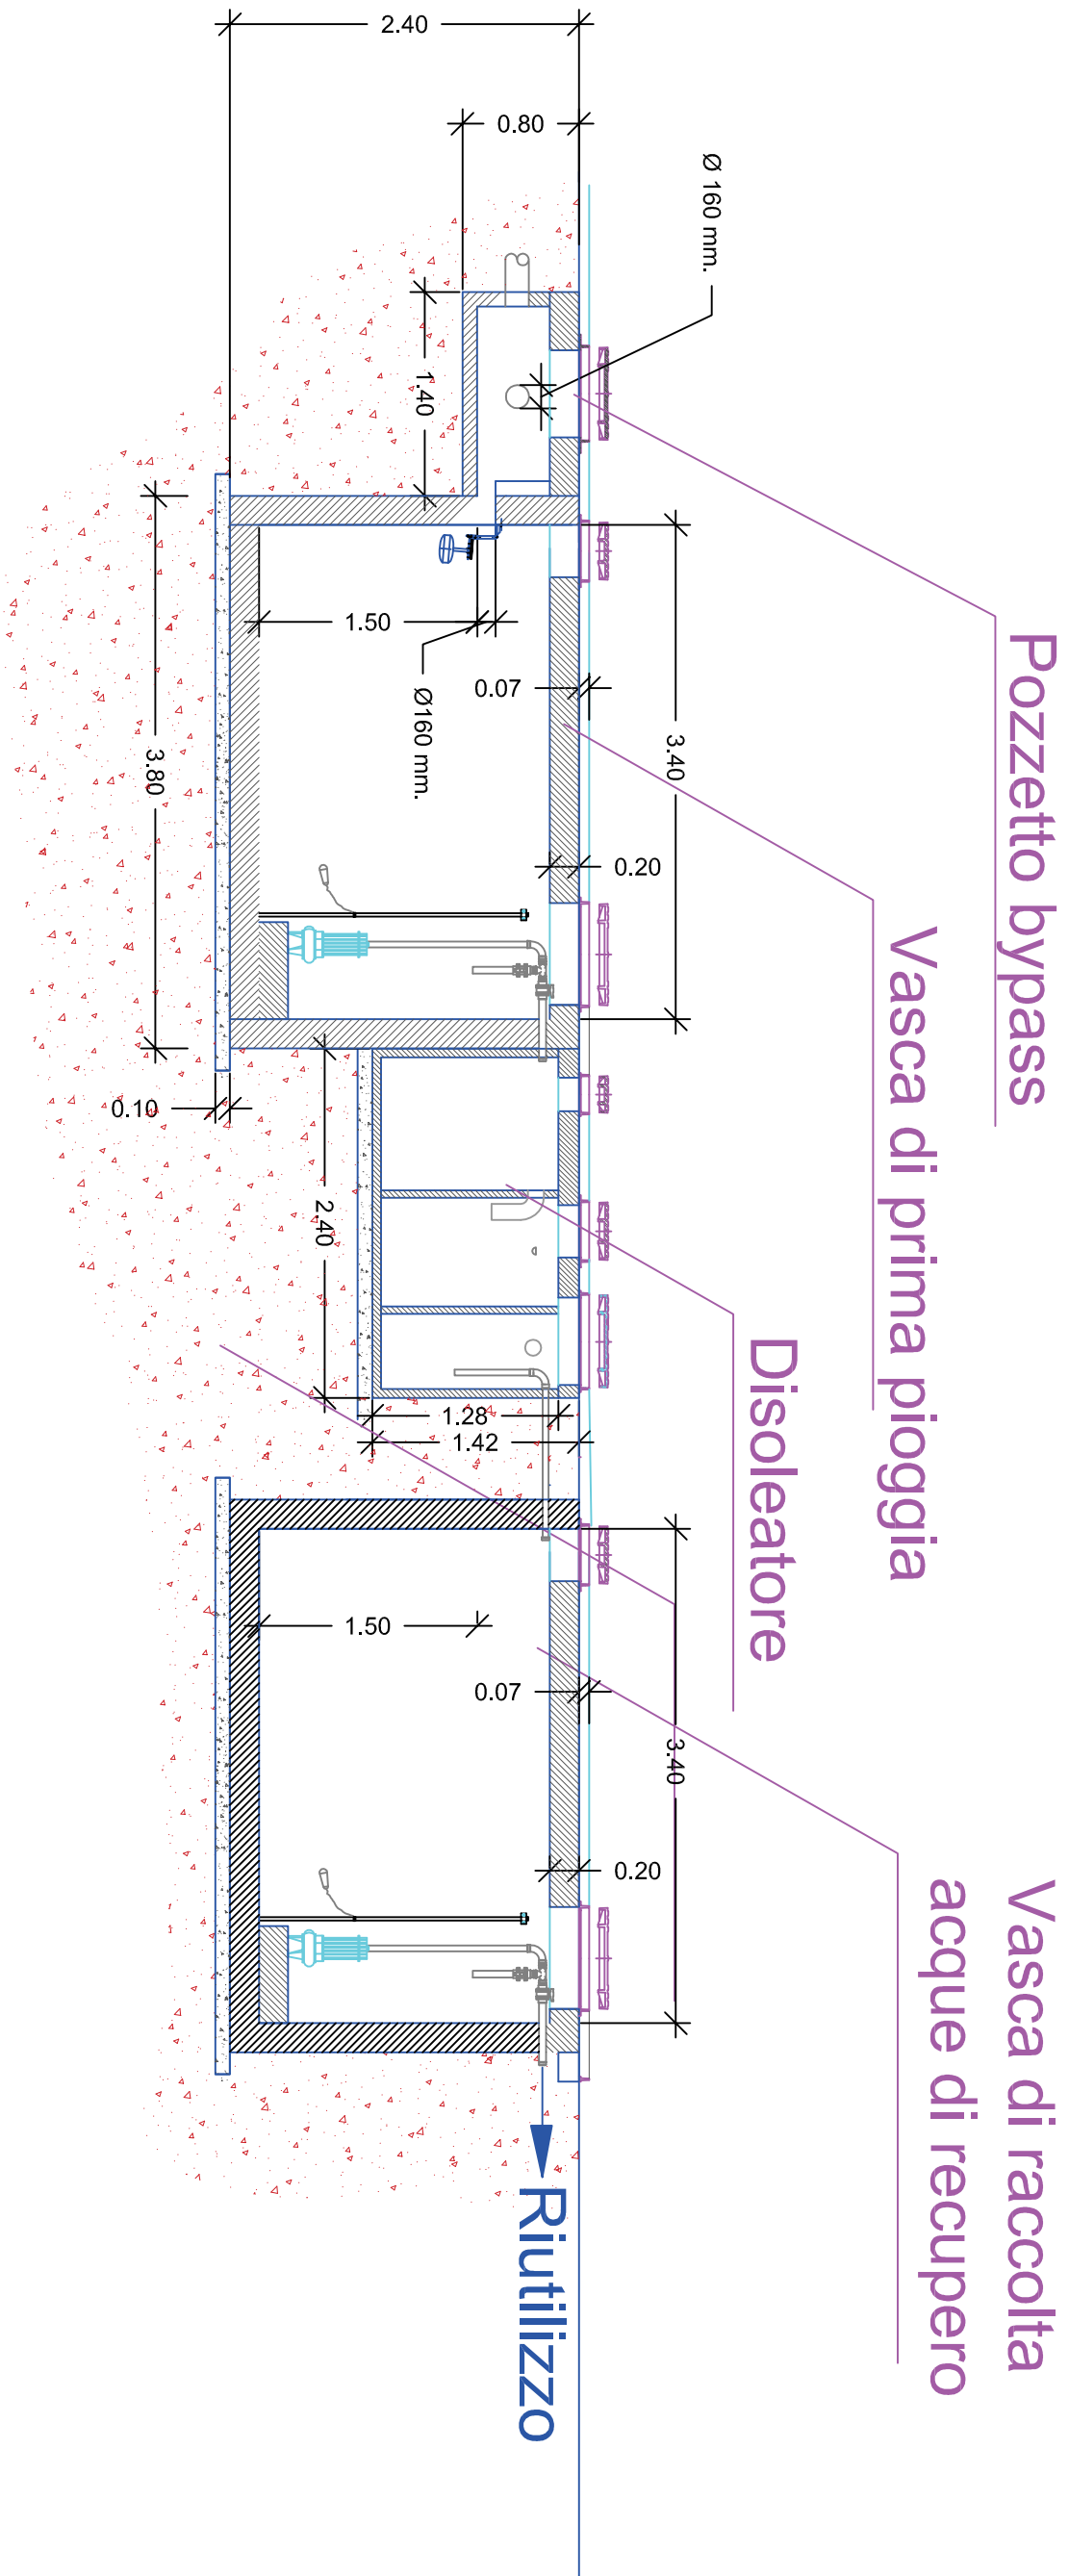 Pozzetto bypass
Vasca di prima pioggia
Disoleatore
Vasca di raccolta
acque di recupero
Riutilizzo
Ø 160 mm.
2.40
0.80
1.40
3.80
3.40
1.50
Ø160 mm.
0.07
0.20
0.10
2.40
1.28
1.42
3.40
1.50
0.07
0.20